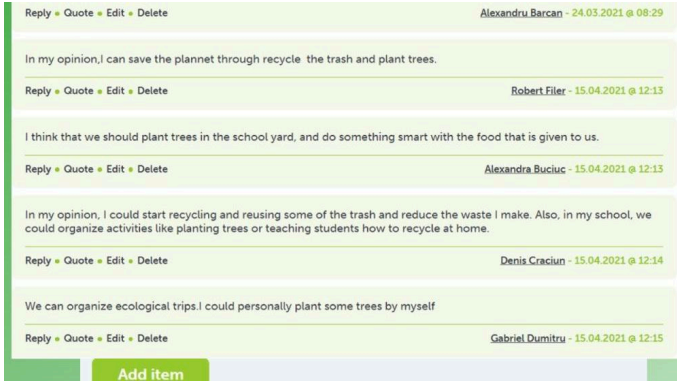 Reply • Quote • Edit • Delete Alexandru Barcan - 24.03.2021 @ 08:29
In my opinion,I can save the plannet through recycle the trash and plant trees.
Reply • Quote • Edit • Delete Robert Filer - 15.04.2021 @ 12:13
I think that we should plant trees in the school yard, and do something smart with the food that is given to us.
Reply • Quote • Edit • Delete Alexandra Buciuc - 15.04.2021 @ 12:13
In my opinion, I could start recycling and reusing some of the trash and reduce the waste I make. Also, in my school, we
could organize activities like planting trees or teaching students how to recycle at home.
Reply • Quote • Edit • Delete Denis Craciun - 15.04.2021 @ 12:14
We can organize ecological trips.I could personally plant some trees by myself
Reply • Quote • Edit • Delete Gabriel Dumitru - 15.04.2021 @ 12:15
Add item